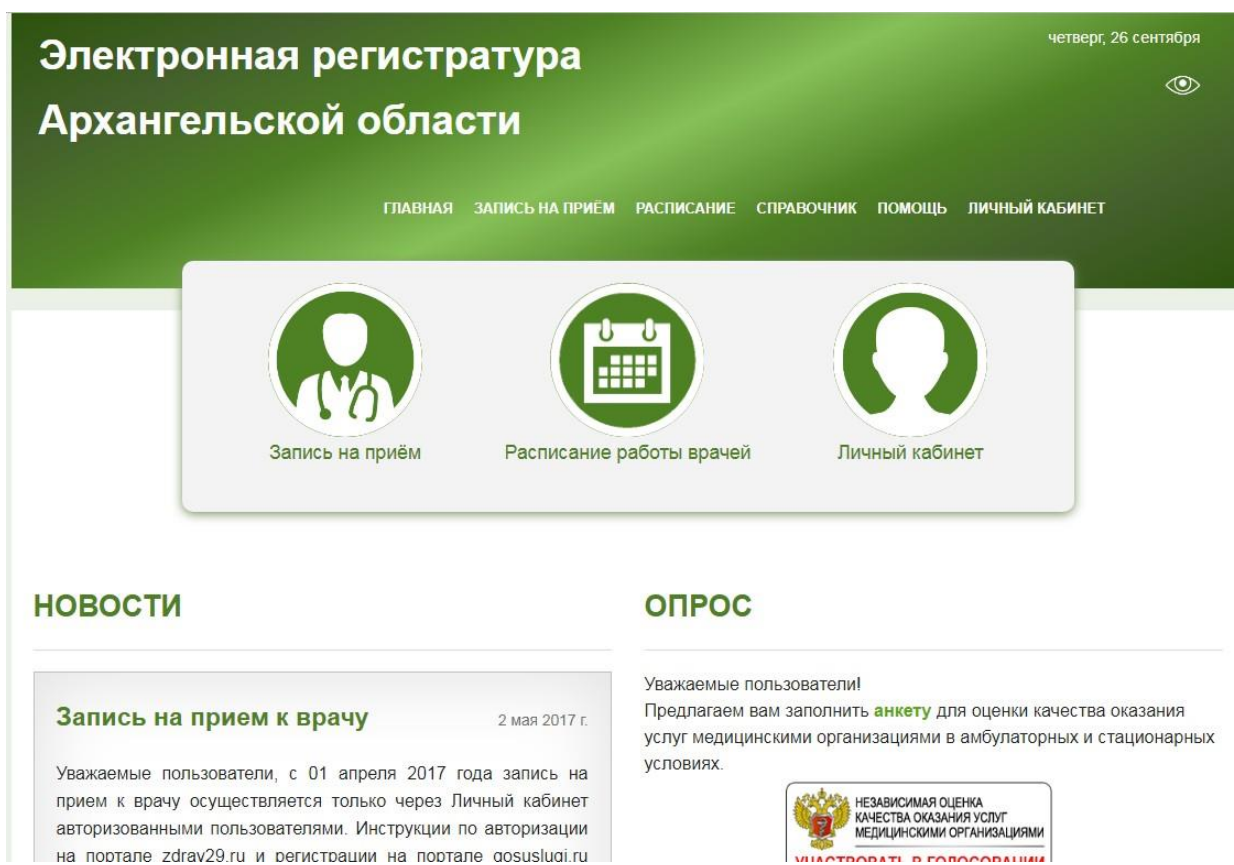 Электронная регистратура
Архангельской области
четверг, 26 сентября
ГЛАВНАЯ ЗАПИСЬ НА ПРИЁМ РАСПИСАНИЕ СПРАВОЧНИК ПОМОЩЬ ЛИЧНЫЙ КАБИНЕТ
Запись на приём
Расписание работы врачей
Личный кабинет
НОВОСТИ
Запись на прием к врачу
2 мая 2017 г.
Уважаемые пользователи, с 01 апреля 2017 года запись на
прием к врачу осуществляется только через Личный кабинет
авторизованными пользователями. Инструкции по авторизации
на портале zdrav29.ru и регистрации на портале gosuslugi.ru
ОПРОС
Уважаемые пользователи!
Предлагаем вам заполнить анкету для оценки качества оказания
услуг медицинскими организациями в амбулаторных и стационарных
условиях.
НЕЗАВИСИМАЯ ОЦЕНКА
КАЧЕСТВА ОКАЗАНИЯ УСЛУГ
МЕДИЦИНСКИМИ ОРГАНИЗАЦИЯМИ
УЧАСТВОВАТЬ В ГОЛОСОВАНИИ